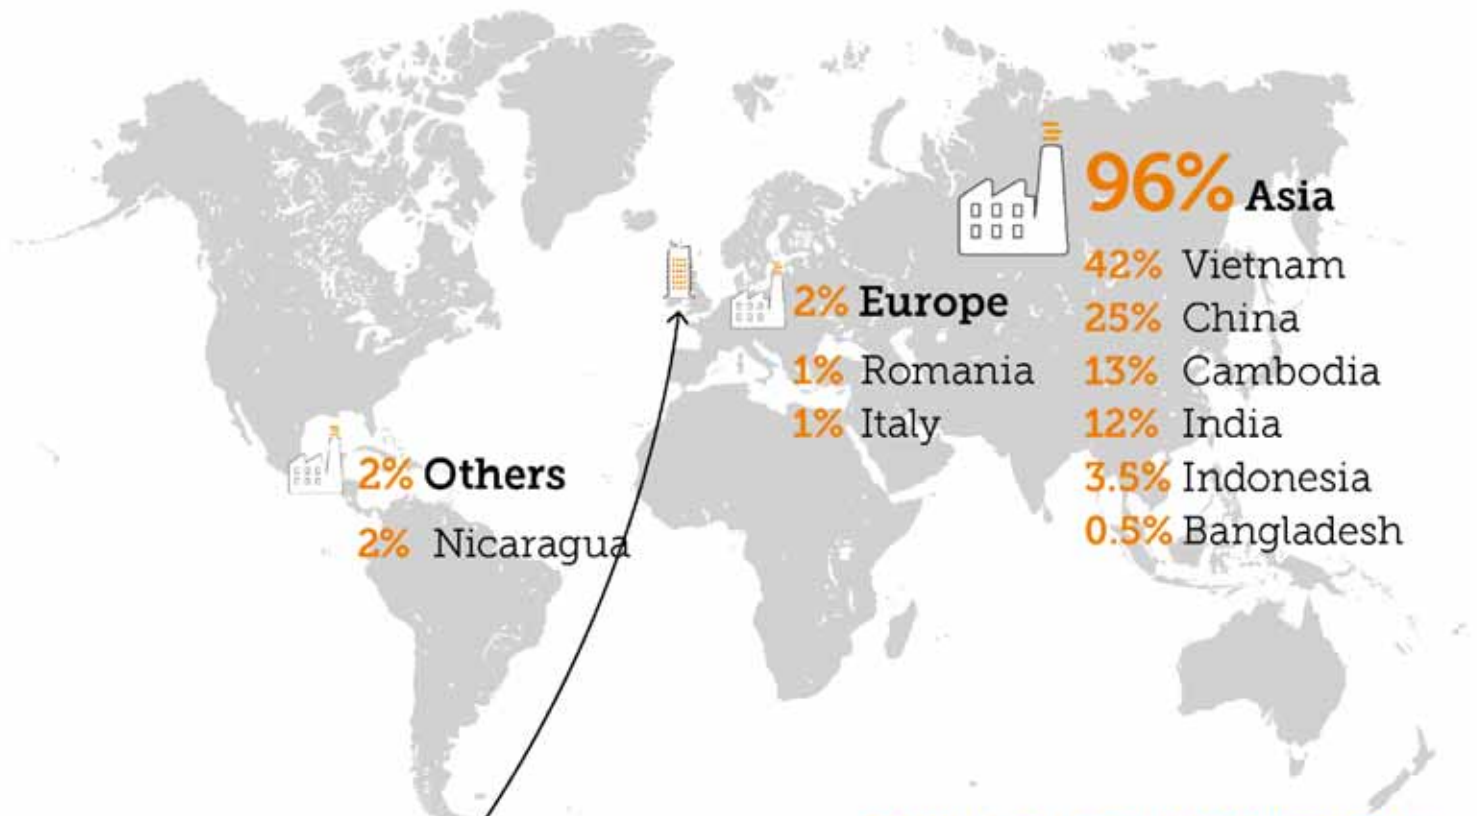 96% Asia
42% Vietnam
25% China
13% Cambodia
12% India
3.5% Indonesia
0.5% Bangladesh
2% Europe
1% Romania
1% Italy
2% Others
2% Nicaragua